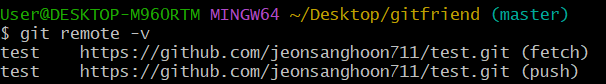 User@DESKTOP-M960RTM MINGW64 ~/Desktop/gitfriend (master)
$ git remote -v
test    https://github.com/jeonsanghoon711/test.git (fetch)
test    https://github.com/jeonsanghoon711/test.git (push)